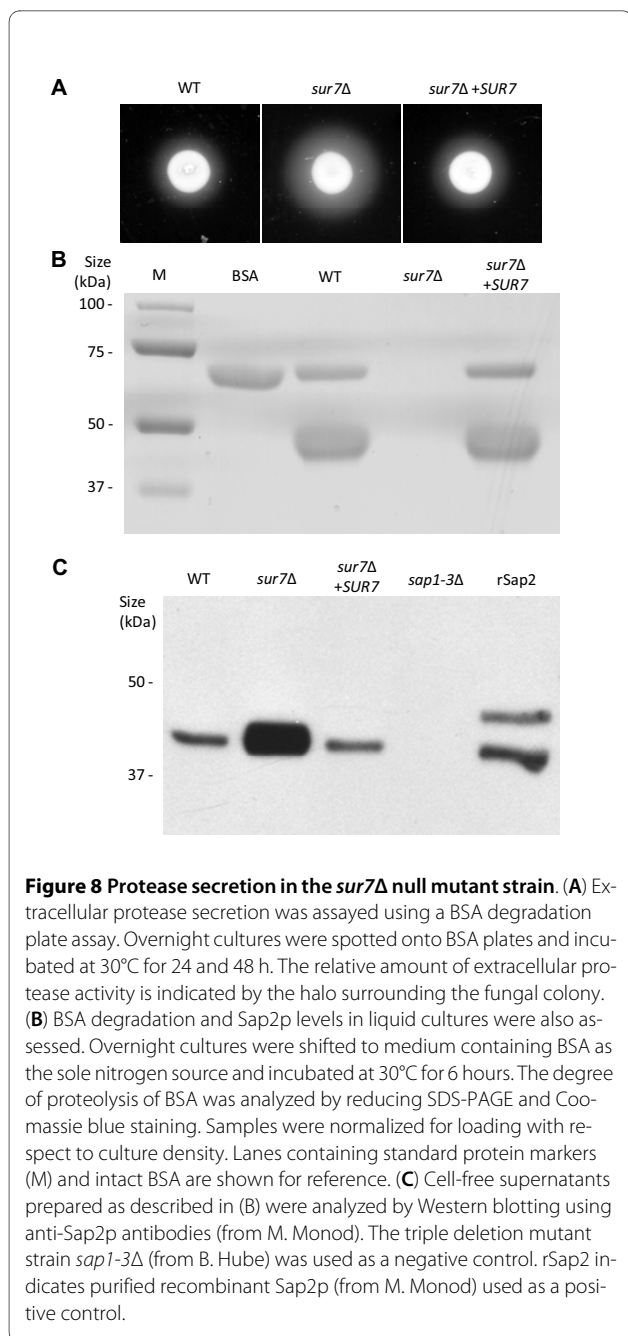 A
WT
sur7Δ
sur7Δ +SUR7
B
Size
(kDa)
M
BSA
WT
sur7Δ
sur7Δ
+SUR7
100 -
75 -
50 -
37 -
C
WT
sur7Δ
sur7Δ
+SUR7
sap1-3Δ
rSap2
Size
(kDa)
50 -
37 -
Figure 8 Protease secretion in the sur7Δ null mutant strain. (A) Ex-
tracellular protease secretion was assayed using a BSA degradation
plate assay. Overnight cultures were spotted onto BSA plates and incu-
bated at 30°C for 24 and 48 h. The relative amount of extracellular pro-
tease activity is indicated by the halo surrounding the fungal colony.
(B) BSA degradation and Sap2p levels in liquid cultures were also as-
sessed. Overnight cultures were shifted to medium containing BSA as
the sole nitrogen source and incubated at 30°C for 6 hours. The degree
of proteolysis of BSA was analyzed by reducing SDS-PAGE and Coo-
massie blue staining. Samples were normalized for loading with re-
spect to culture density. Lanes containing standard protein markers
(M) and intact BSA are shown for reference. (C) Cell-free supernatants
prepared as described in (B) were analyzed by Western blotting using
anti-Sap2p antibodies (from M. Monod). The triple deletion mutant
strain sap1-3Δ (from B. Hube) was used as a negative control. rSap2 in-
dicates purified recombinant Sap2p (from M. Monod) used as a posi-
tive control.